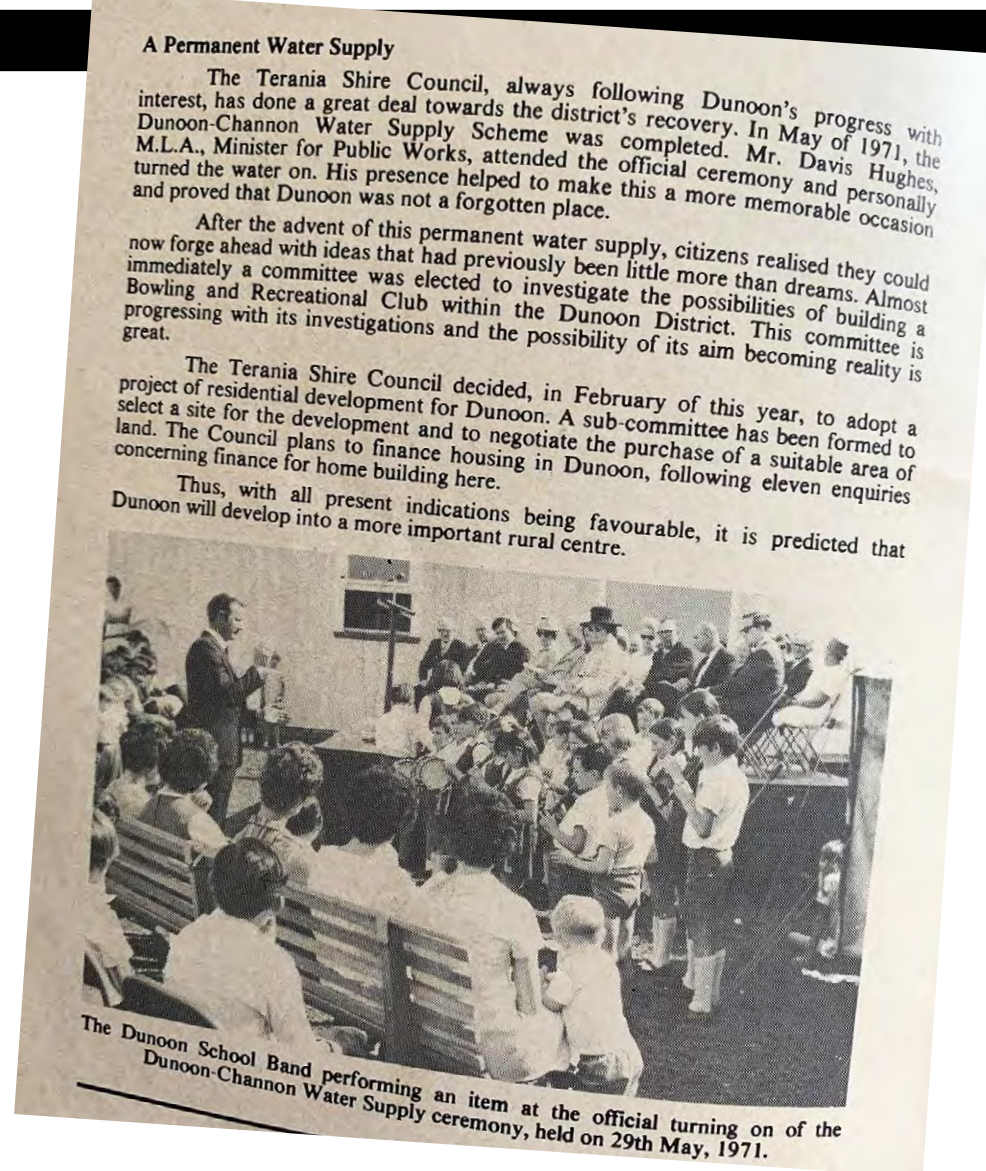 A Permanent Water Supply
The Terania Shire Council, always following Dunoon's progress with
interest, has done a great deal towards the district's recovery. In May of 1971, the
Dunoon-Channon Water Supply Scheme was completed. Mr. Davis Hughes,
M.L.A., Minister for Public Works, attended the official ceremony and personally
turned the water on. His presence helped to make this a more memorable occasion
and proved that Dunoon was not a forgotten place.
After the advent of this permanent water supply, citizens realised they could
now forge ahead with ideas that had previously been little more than dreams. Almost
immediately a committee was elected to investigate the possibilities of building a
Bowling and Recreational Club within the Dunoon District. This committee is
progressing with its investigations and the possibility of its aim becoming reality is
great.
The Terania Shire Council decided, in February of this year, to adopt a
project of residential development for Dunoon. A sub-committee has been formed to
select a site for the development and to negotiate the purchase of a suitable area of
land. The Council plans to finance housing in Dunoon, following eleven enquiries
concerning finance for home building here.
Thus, with all present indications being favourable, it is predicted that
Dunoon will develop into a more important rural centre.
The Dunoon School Band performing an item at the official turning on of the
Dunoon-Channon Water Supply ceremony, held on 29th May, 1971.